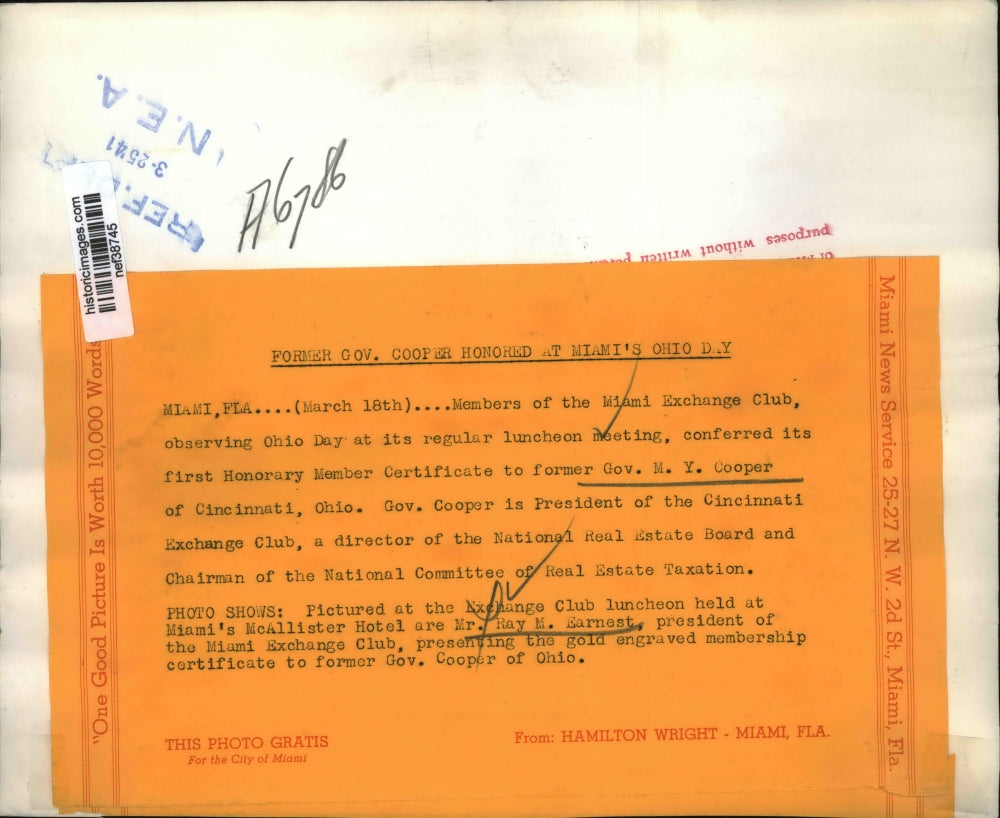 N.E.A.
3-2541
REF.
A6786
historicimages.com
nef38745
purposes without written
FORMER GOV. COOPER HONORED AT MIAMI'S OHIO DAY
MIAMI,FLA....(March 18th)....Members of the Miami Exchange Club,
observing Ohio Day at its regular luncheon meeting, conferred its
first Honorary Member Certificate to former Gov. M. Y. Cooper
of Cincinnati, Ohio. Gov. Cooper is President of the Cincinnati
Exchange Club, a director of the National Real Estate Board and
Chairman of the National Committee of Real Estate Taxation.
PHOTO SHOWS: Pictured at the Exchange Club luncheon held at
Miami's McAllister Hotel are Mr. Ray M. Earnest, president of
the Miami Exchange Club, presenting the gold engraved membership
certificate to former Gov. Cooper of Ohio.
THIS PHOTO GRATIS
For the City of Miami
From: HAMILTON WRIGHT - MIAMI, FLA.
"One Good Picture Is Worth 10,000 Words
Miami News Service 25-27 N. W. 2d St., Miami, Fla.